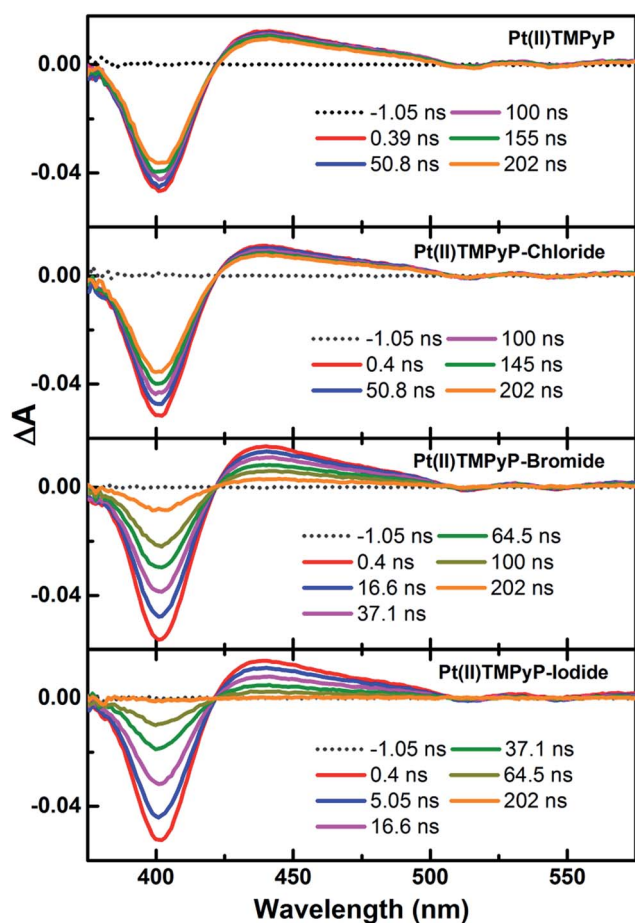 Pt(II)TMPyP
0.00
-0.04
-1.05 ns 100 ns
0.39 ns 155 ns
50.8 ns 202 ns
Pt(II)TMPyP-Chloride
0.00
-0.04
-1.05 ns 100 ns
0.4 ns 145 ns
50.8 ns 202 ns
ΔA
Pt(II)TMPyP-Bromide
0.00
-0.04
-1.05 ns 64.5 ns
0.4 ns 100 ns
16.6 ns 202 ns
37.1 ns
Pt(II)TMPyP-Iodide
0.00
-0.04
-1.05 ns 37.1 ns
0.4 ns 64.5 ns
5.05 ns 202 ns
16.6 ns
400 450 500 550
Wavelength (nm)